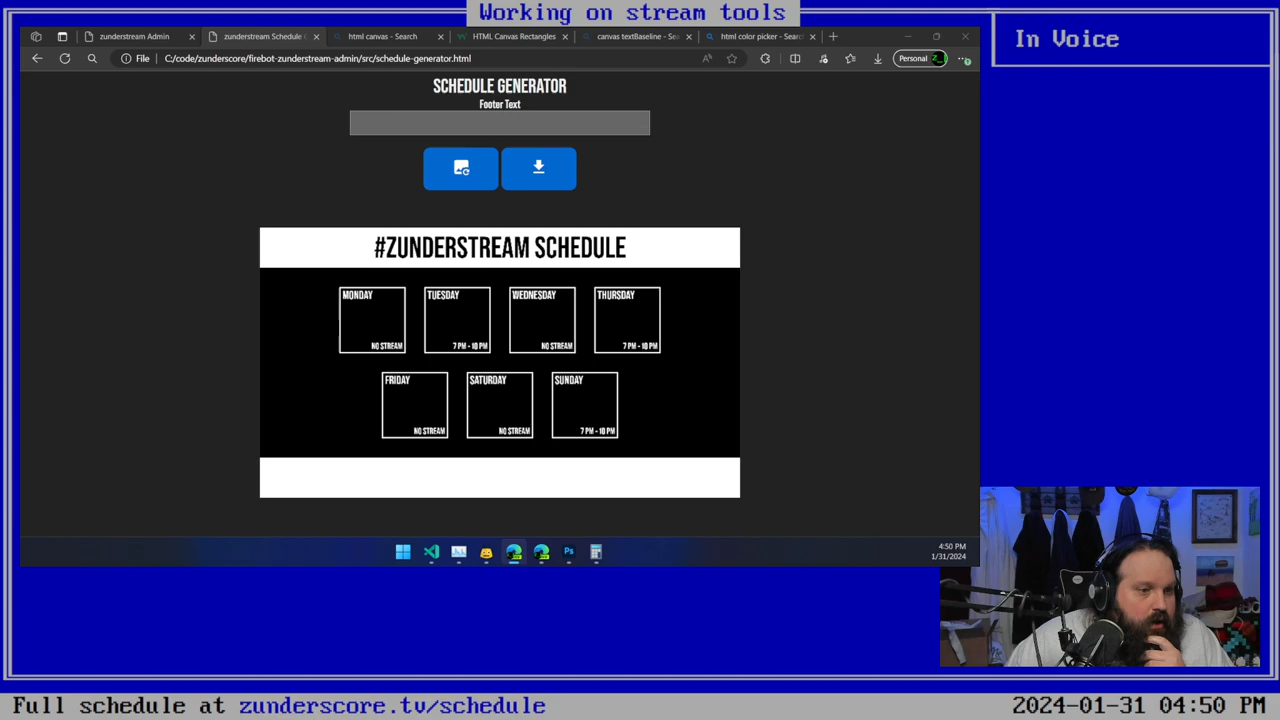 Working on stream tools
In Voice
zunderstream Admin
zunderstream Schedule G
html canvas - Search
HTML Canvas Rectangles
canvas textBaseline - Sea
html color picker - Search
File
C:/code/zunderscore/firebot-zunderstream-admin/src/schedule-generator.html
Personal
SCHEDULE GENERATOR
Footer Text
#ZUNDERSTREAM SCHEDULE
MONDAY
NO STREAM
TUESDAY
7 PM - 10 PM
WEDNESDAY
NO STREAM
THURSDAY
7 PM - 10 PM
FRIDAY
NO STREAM
SATURDAY
NO STREAM
SUNDAY
7 PM - 10 PM
4:50 PM
1/31/2024
Full schedule at zunderscore.tv/schedule
2024-01-31 04:50 PM